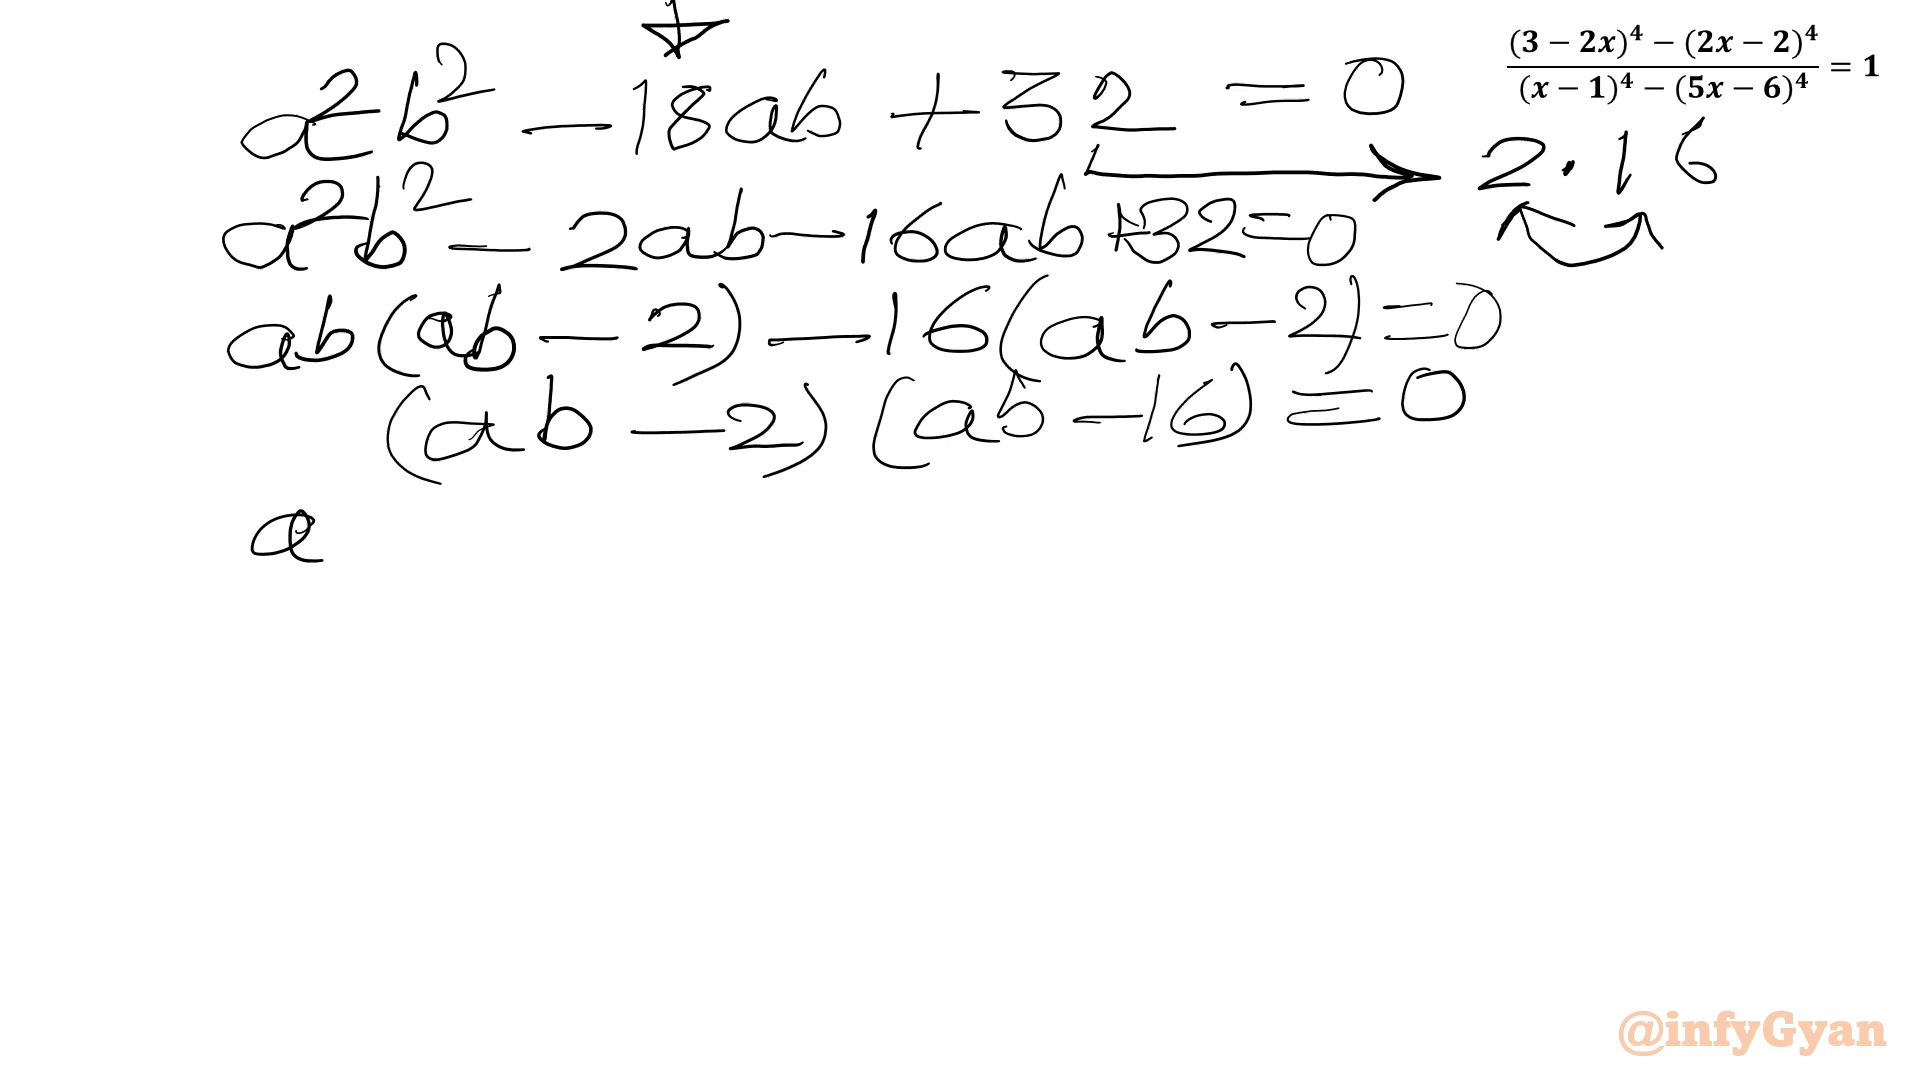 a²b² − 18ab + 32 = 0
(3 − 2x)⁴ − (2x − 2)⁴
(x − 1)⁴ − (5x − 6)⁴
= 1
2 · 16
a²b² − 2ab − 16ab + 32 = 0
ab(ab − 2) − 16(ab − 2) = 0
(ab − 2)(ab − 16) = 0
a
@infyGyan